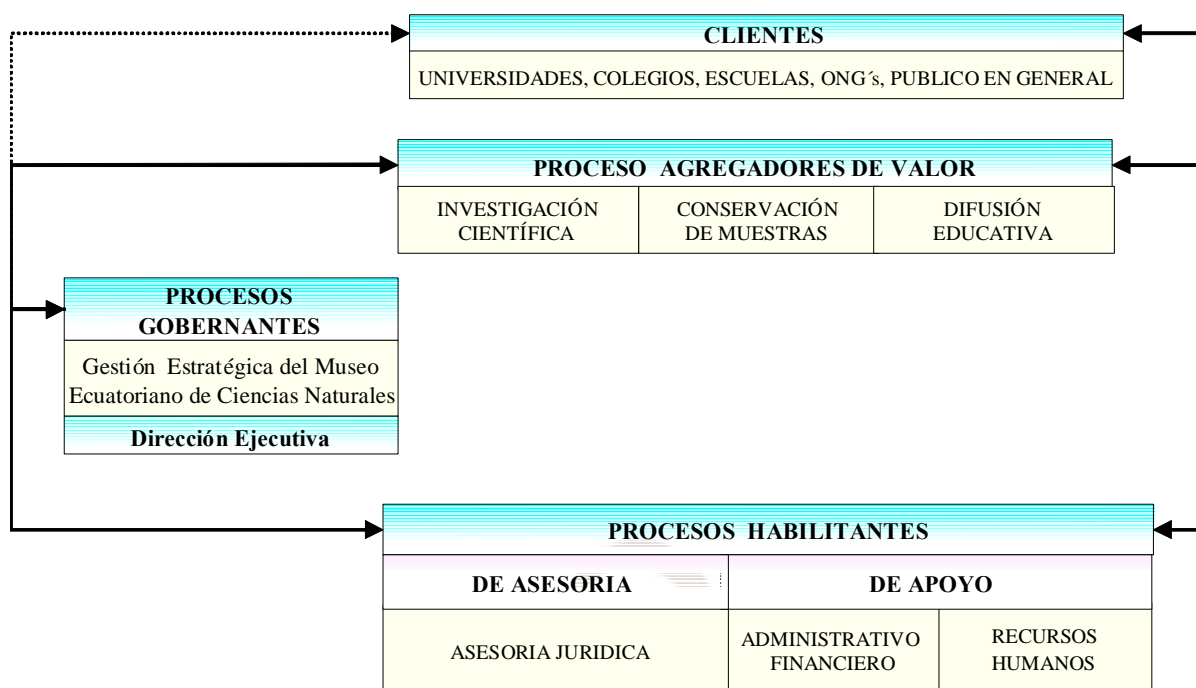 CLIENTES
UNIVERSIDADES, COLEGIOS, ESCUELAS, ONG´s, PUBLICO EN GENERAL
PROCESO AGREGADORES DE VALOR
INVESTIGACIÓN
CIENTÍFICA
CONSERVACIÓN
DE MUESTRAS
DIFUSIÓN
EDUCATIVA
PROCESOS
GOBERNANTES
Gestión Estratégica del Museo
Ecuatoriano de Ciencias Naturales
Dirección Ejecutiva
PROCESOS HABILITANTES
DE ASESORIA
DE APOYO
ASESORIA JURIDICA
ADMINISTRATIVO
FINANCIERO
RECURSOS
HUMANOS